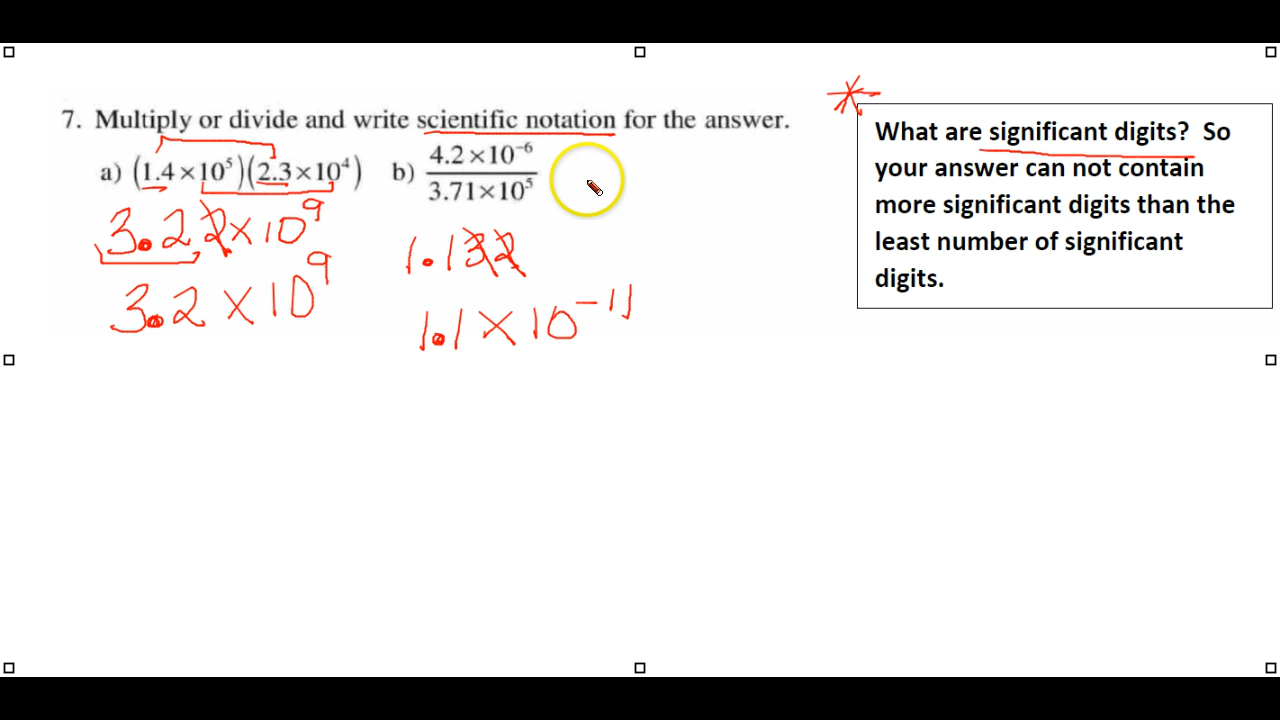 7. Multiply or divide and write scientific notation for the answer.
a) (1.4×10⁵)(2.3×10⁴) b) 4.2×10⁻⁶
3.71×10⁵
3.22×10⁹
3.2×10⁹
1.132
1.1×10⁻¹¹
*
What are significant digits? So
your answer can not contain
more significant digits than the
least number of significant
digits.